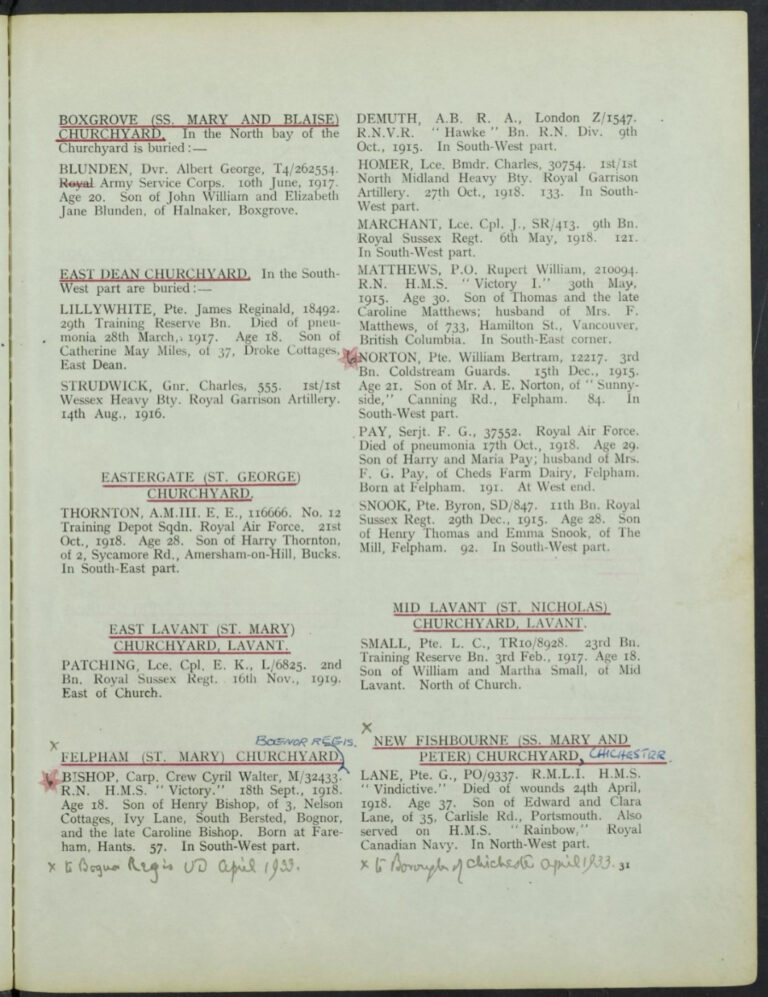 BOXGROVE (SS. MARY AND BLAISE)
CHURCHYARD. In the North bay of the
Churchyard is buried :—
BLUNDEN, Dvr. Albert George, T4/262554.
Royal Army Service Corps. 10th June, 1917.
Age 20. Son of John William and Elizabeth
Jane Blunden, of Halnaker, Boxgrove.
EAST DEAN CHURCHYARD. In the South-
West part are buried :—
LILLYWHITE, Pte. James Reginald, 18492.
29th Training Reserve Bn. Died of pneu-
monia 28th March, 1917. Age 18. Son of
Catherine May Miles, of 37, Droke Cottages,
East Dean.
STRUDWICK, Gnr. Charles, 555. 1st/1st
Wessex Heavy Bty. Royal Garrison Artillery.
14th Aug., 1916.
EASTERGATE (ST. GEORGE)
CHURCHYARD.
THORNTON, A.M.III. E. E., 116666. No. 12
Training Depot Sqdn. Royal Air Force. 21st
Oct., 1918. Age 28. Son of Harry Thornton,
of 2, Sycamore Rd., Amersham-on-Hill, Bucks.
In South-East part.
EAST LAVANT (ST. MARY)
CHURCHYARD, LAVANT.
PATCHING, Lce. Cpl. E. K., L/6825. 2nd
Bn. Royal Sussex Regt. 16th Nov., 1919.
East of Church.
x
BOGNOR REGIS.
FELPHAM (ST. MARY) CHURCHYARD,
BISHOP, Carp. Crew Cyril Walter, M/32433.
R.N. H.M.S. "Victory." 18th Sept., 1918.
Age 18. Son of Henry Bishop, of 3, Nelson
Cottages, Ivy Lane, South Bersted, Bognor,
and the late Caroline Bishop. Born at Fare-
ham, Hants. 57. In South-West part.
x to Bognor Regis UD April 1933.
DEMUTH, A.B. R. A., London Z/1547.
R.N.V.R. "Hawke" Bn. R.N. Div. 9th
Oct., 1915. In South-West part.
HOMER, Lce. Bmdr. Charles, 30754. 1st/1st
North Midland Heavy Bty. Royal Garrison
Artillery. 27th Oct., 1918. 133. In South-
West part.
MARCHANT, Lce. Cpl. J., SR/413. 9th Bn.
Royal Sussex Regt. 6th May, 1918. 121.
In South-West part.
MATTHEWS, P.O. Rupert William, 210094.
R.N. H.M.S. "Victory I." 30th May,
1915. Age 30. Son of Thomas and the late
Caroline Matthews; husband of Mrs. F.
Matthews, of 733, Hamilton St., Vancouver,
British Columbia. In South-East corner.
NORTON, Pte. William Bertram, 12217. 3rd
Bn. Coldstream Guards. 15th Dec., 1915.
Age 21. Son of Mr. A. E. Norton, of "Sunny-
side," Canning Rd., Felpham. 84. In
South-West part.
PAY, Serjt. F. G., 37552. Royal Air Force.
Died of pneumonia 17th Oct., 1918. Age 29.
Son of Harry and Maria Pay; husband of Mrs.
F. G. Pay, of Cheds Farm Dairy, Felpham.
Born at Felpham. 191. At West end.
SNOOK, Pte. Byron, SD/847. 11th Bn. Royal
Sussex Regt. 29th Dec., 1915. Age 28. Son
of Henry Thomas and Emma Snook, of The
Mill, Felpham. 92. In South-West part.
MID LAVANT (ST. NICHOLAS)
CHURCHYARD, LAVANT.
SMALL, Pte. L. C., TR10/8928. 23rd Bn.
Training Reserve Bn. 3rd Feb., 1917. Age 18.
Son of William and Martha Small, of Mid
Lavant. North of Church.
x
NEW FISHBOURNE (SS. MARY AND
PETER) CHURCHYARD, CHICHESTER
LANE, Pte. G., PO/9337. R.M.L.I. H.M.S.
"Vindictive." Died of wounds 24th April,
1918. Age 37. Son of Edward and Clara
Lane, of 35, Carlisle Rd., Portsmouth. Also
served on H.M.S. "Rainbow," Royal
Canadian Navy. In North-West part.
x to Borough of Chichester April 1933.
31